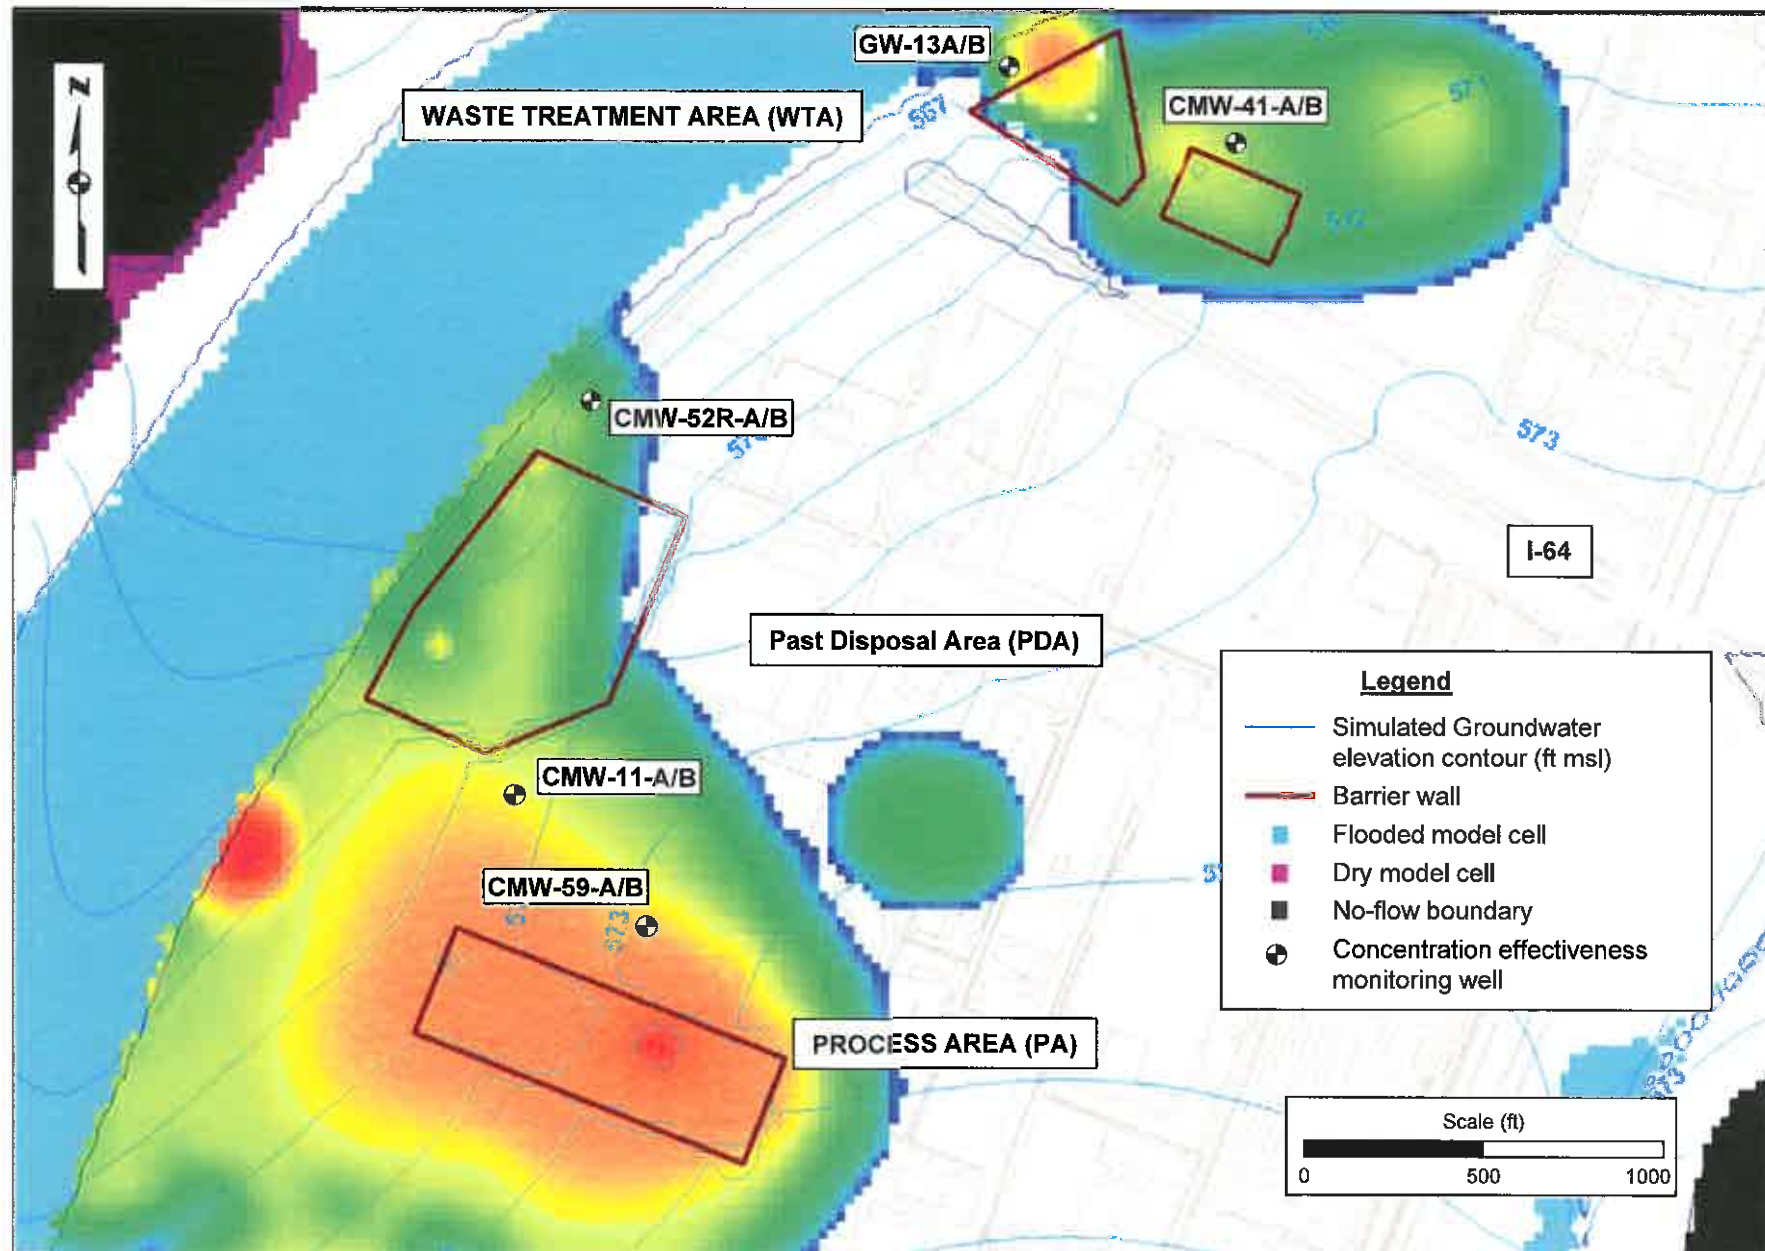 GW-13A/B
N
WASTE TREATMENT AREA (WTA)
CMW-41-A/B
567
CMW-52R-A/B
573
I-64
Past Disposal Area (PDA)
CMW-11-A/B
CMW-59-A/B
573
PROCESS AREA (PA)
573
Legend
Simulated Groundwater
elevation contour (ft msl)
Barrier wall
Flooded model cell
Dry model cell
No-flow boundary
Concentration effectiveness
monitoring well
Scale (ft)
0 500 1000